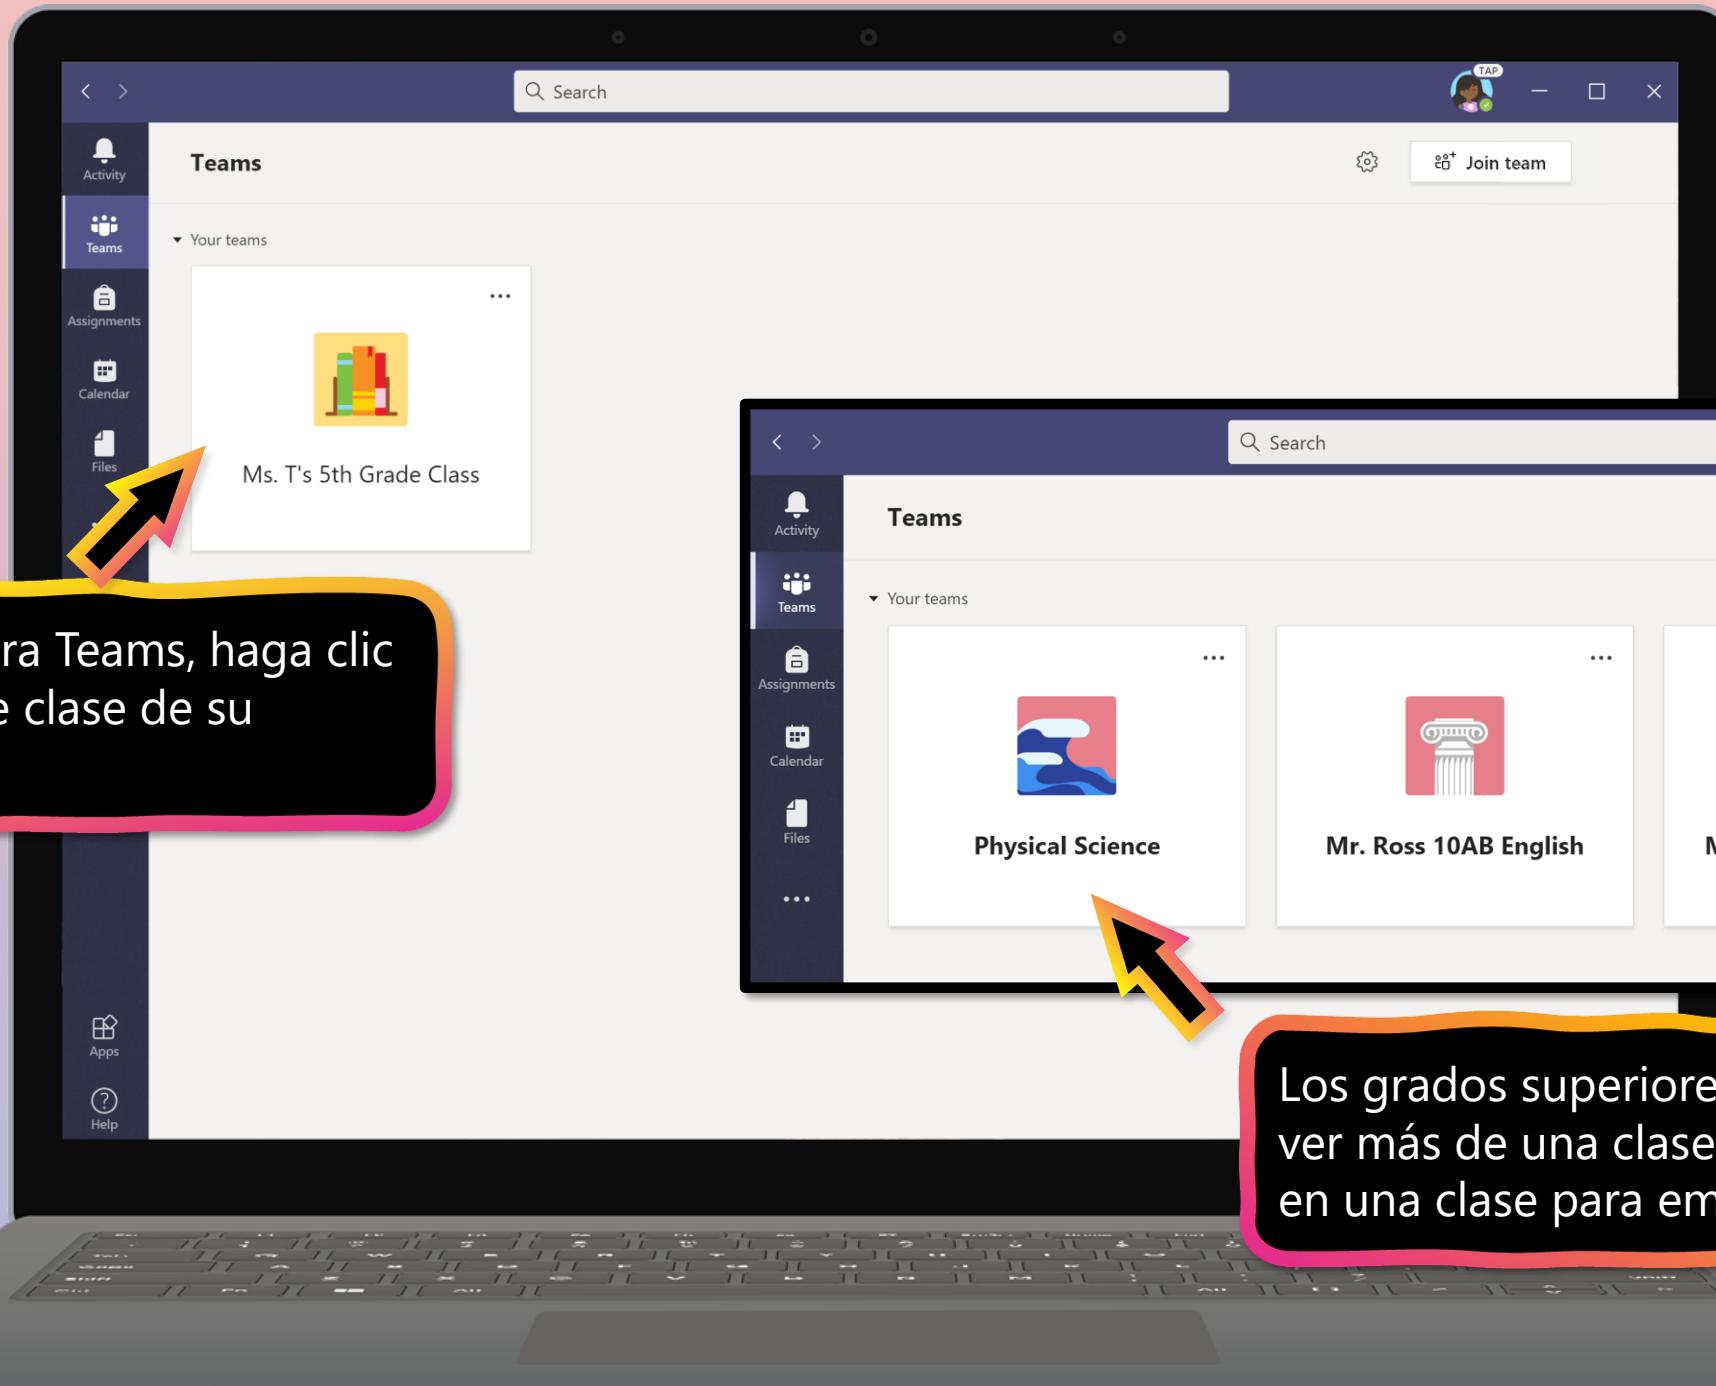 Search
TAP
Activity
Teams
Join team
Teams
Your teams
Assignments
Calendar
Files
Ms. T's 5th Grade Class
Apps
Help
ra Teams, haga clic
e clase de su
Search
Activity
Teams
Teams
Your teams
Assignments
Calendar
Files
Physical Science
Mr. Ross 10AB English
M
Los grados superiore
ver más de una clase
en una clase para em